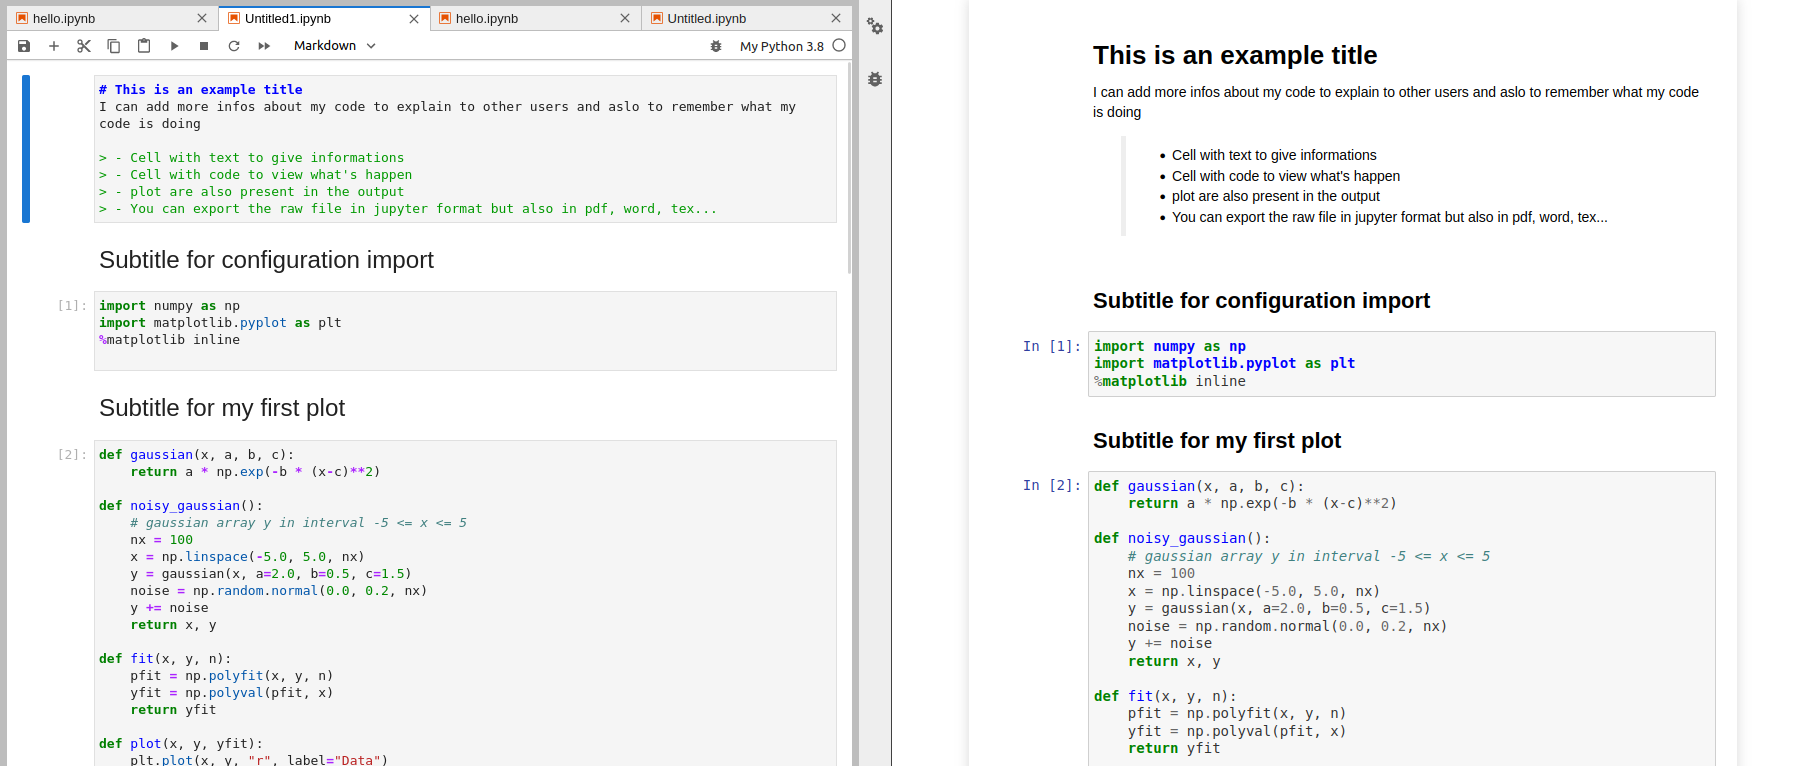 hello.ipynb
Untitled1.ipynb
hello.ipynb
Untitled.ipynb
Markdown
My Python 3.8
# This is an example title
I can add more infos about my code to explain to other users and aslo to remember what my
code is doing
> - Cell with text to give informations
> - Cell with code to view what's happen
> - plot are also present in the output
> - You can export the raw file in jupyter format but also in pdf, word, tex...
Subtitle for configuration import
[1]:
import numpy as np
import matplotlib.pyplot as plt
%matplotlib inline
Subtitle for my first plot
[2]:
def gaussian(x, a, b, c):
    return a * np.exp(-b * (x-c)**2)
def noisy_gaussian():
    # gaussian array y in interval -5 <= x <= 5
    nx = 100
    x = np.linspace(-5.0, 5.0, nx)
    y = gaussian(x, a=2.0, b=0.5, c=1.5)
    noise = np.random.normal(0.0, 0.2, nx)
    y += noise
    return x, y
def fit(x, y, n):
    pfit = np.polyfit(x, y, n)
    yfit = np.polyval(pfit, x)
    return yfit
def plot(x, y, yfit):
    plt.plot(x, y, "r", label="Data")
This is an example title
I can add more infos about my code to explain to other users and aslo to remember what my code
is doing
• Cell with text to give informations
• Cell with code to view what's happen
• plot are also present in the output
• You can export the raw file in jupyter format but also in pdf, word, tex...
Subtitle for configuration import
In [1]:
import numpy as np
import matplotlib.pyplot as plt
%matplotlib inline
Subtitle for my first plot
In [2]:
def gaussian(x, a, b, c):
    return a * np.exp(-b * (x-c)**2)
def noisy_gaussian():
    # gaussian array y in interval -5 <= x <= 5
    nx = 100
    x = np.linspace(-5.0, 5.0, nx)
    y = gaussian(x, a=2.0, b=0.5, c=1.5)
    noise = np.random.normal(0.0, 0.2, nx)
    y += noise
    return x, y
def fit(x, y, n):
    pfit = np.polyfit(x, y, n)
    yfit = np.polyval(pfit, x)
    return yfit